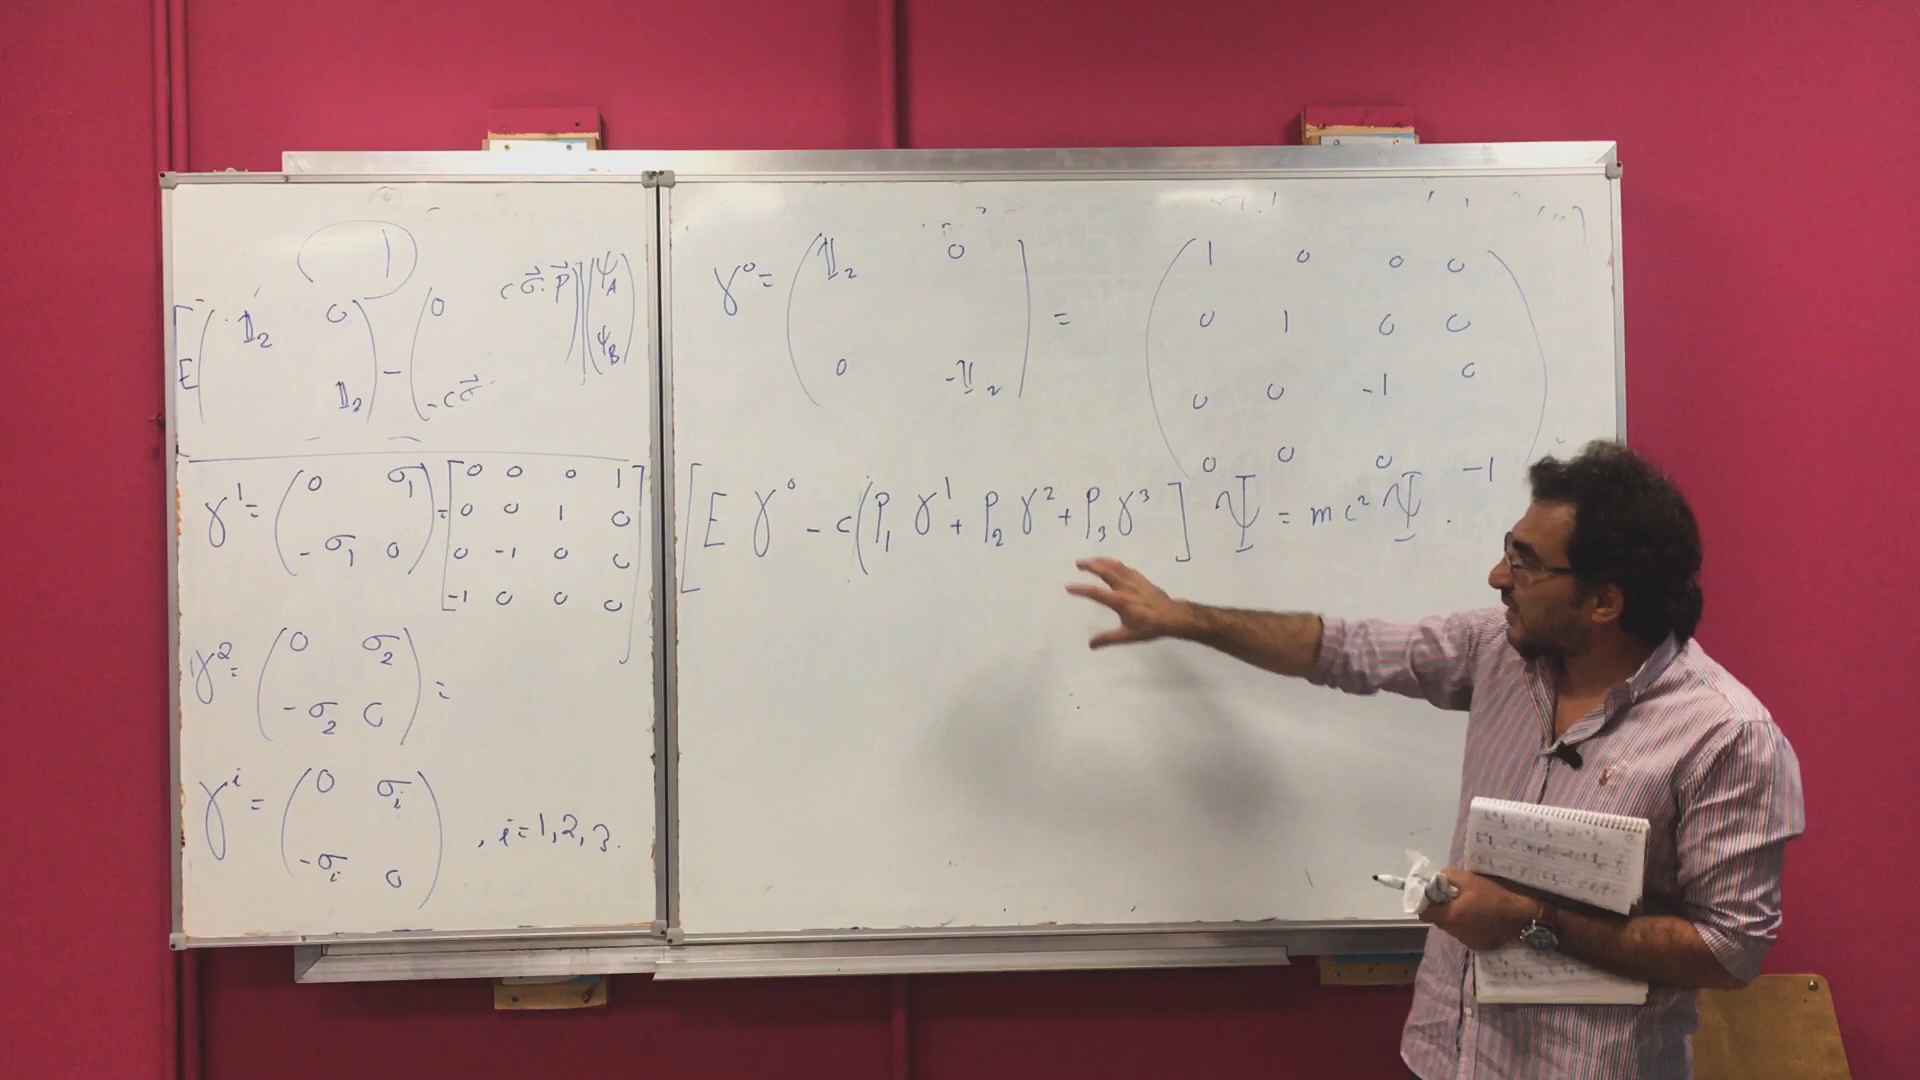 [E ( 𝟙₂ 0
𝟙₂ ) − ( 0 c σ⃗·p⃗
−c σ⃗ ) ] ( ψ_A
ψ_B )
γ¹ = ( 0 σ₁
−σ₁ 0 ) = [ 0 0 0 1
0 0 1 0
0 −1 0 0
−1 0 0 0 ]
γ² = ( 0 σ₂
−σ₂ 0 ) =
γⁱ = ( 0 σᵢ
−σᵢ 0 ) , i = 1, 2, 3.
γ⁰ = ( 𝟙₂ 0
0 −𝟙₂ ) = ( 1 0 0 0
0 1 0 0
0 0 −1 0
0 0 0 −1
[ E γ⁰ − c ( p₁ γ¹ + p₂ γ² + p₃ γ³ ] Ψ = mc² Ψ .